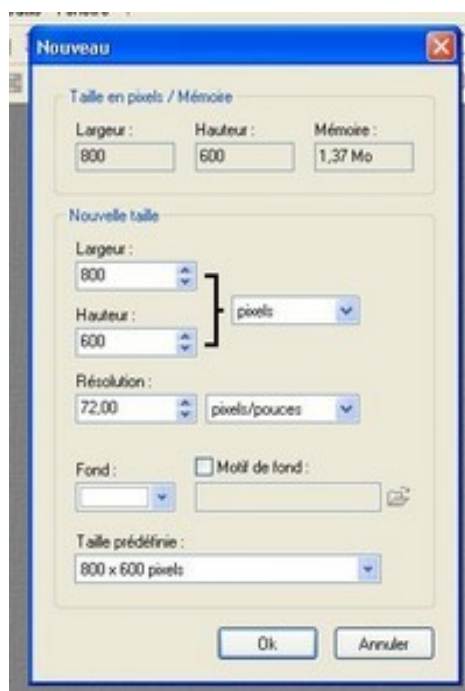 Fenêtre
Nouveau
Taille en pixels / Mémoire
Largeur : Hauteur : Mémoire :
800 600 1,37 Mo
Nouvelle taille
Largeur :
800
pixels
Hauteur :
600
Résolution :
72,00 pixels/pouces
Fond : Motif de fond :
Taille prédéfinie :
800 x 600 pixels
Ok Annuler